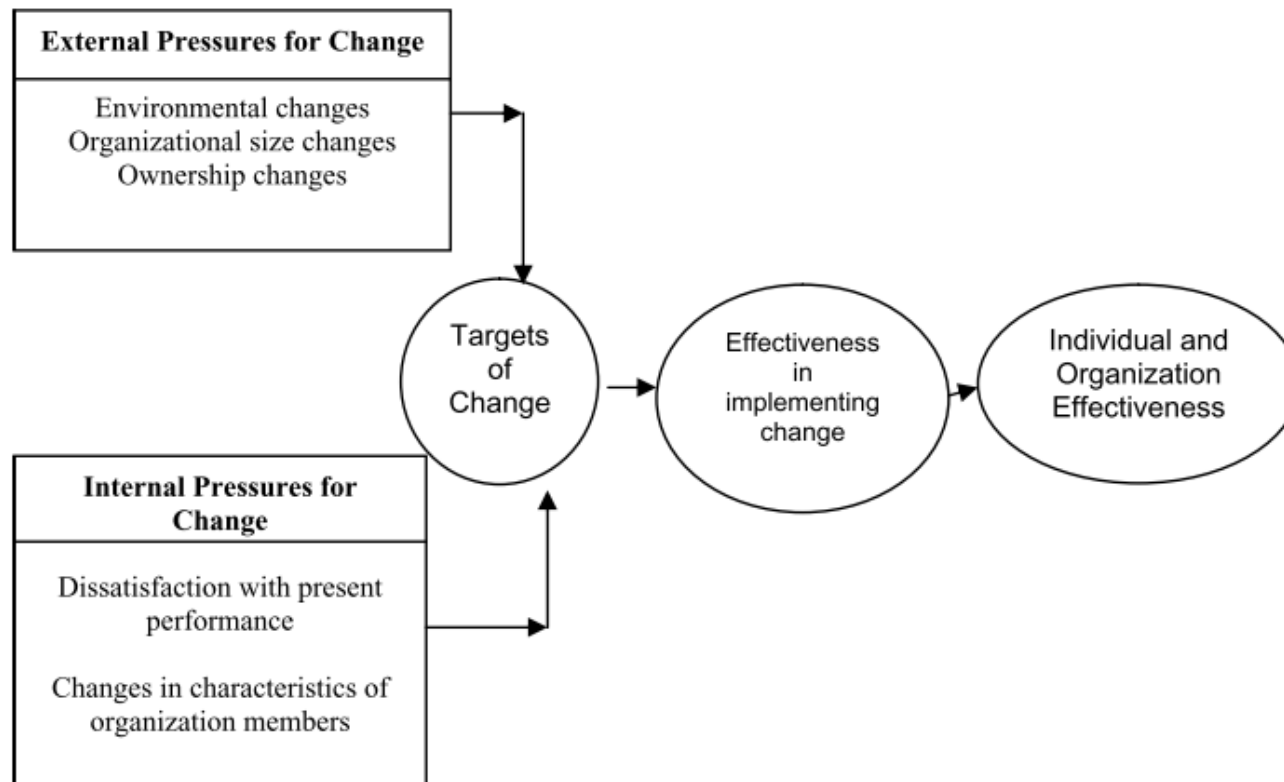 External Pressures for Change
Environmental changes
Organizational size changes
Ownership changes
Targets
of
Change
Effectiveness
in
implementing
change
Individual and
Organization
Effectiveness
Internal Pressures for
Change
Dissatisfaction with present
performance
Changes in characteristics of
organization members